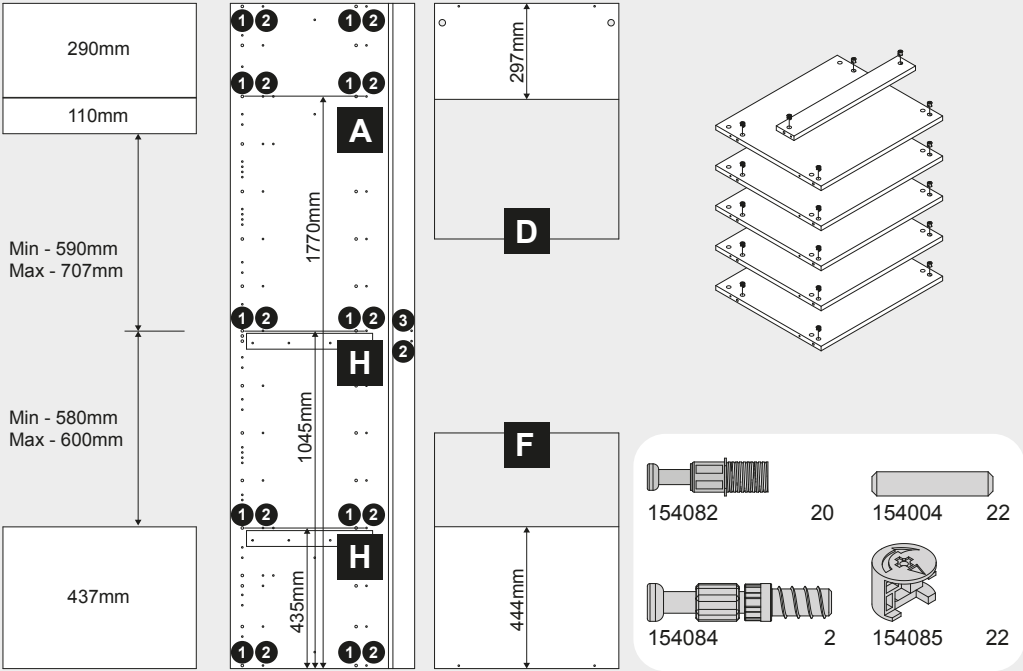 290mm
110mm
Min - 590mm
Max - 707mm
Min - 580mm
Max - 600mm
437mm
1 2 1 2
1 2 1 2
A
1770mm
1 2 1 2 3
2
H
1045mm
1 2 1 2
H
435mm
1 2 1 2
297mm
D
F
444mm
154082 20
154004 22
154084 2
154085 22